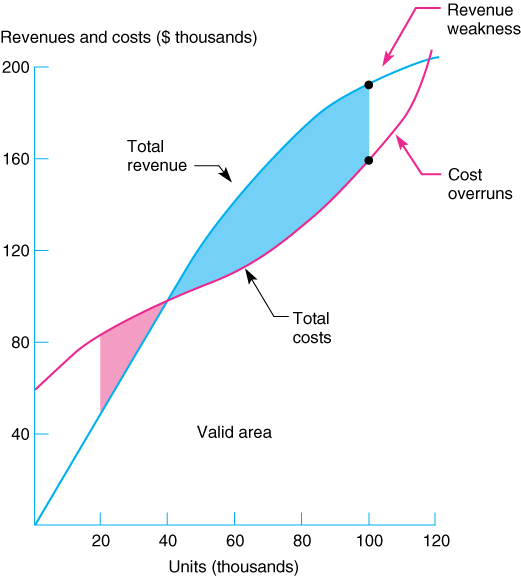 Revenue
weakness
Revenues and costs ($ thousands)
200
Total
revenue
160
Cost
overruns
120
Total
costs
80
Valid area
40
20 40 60 80 100 120
Units (thousands)